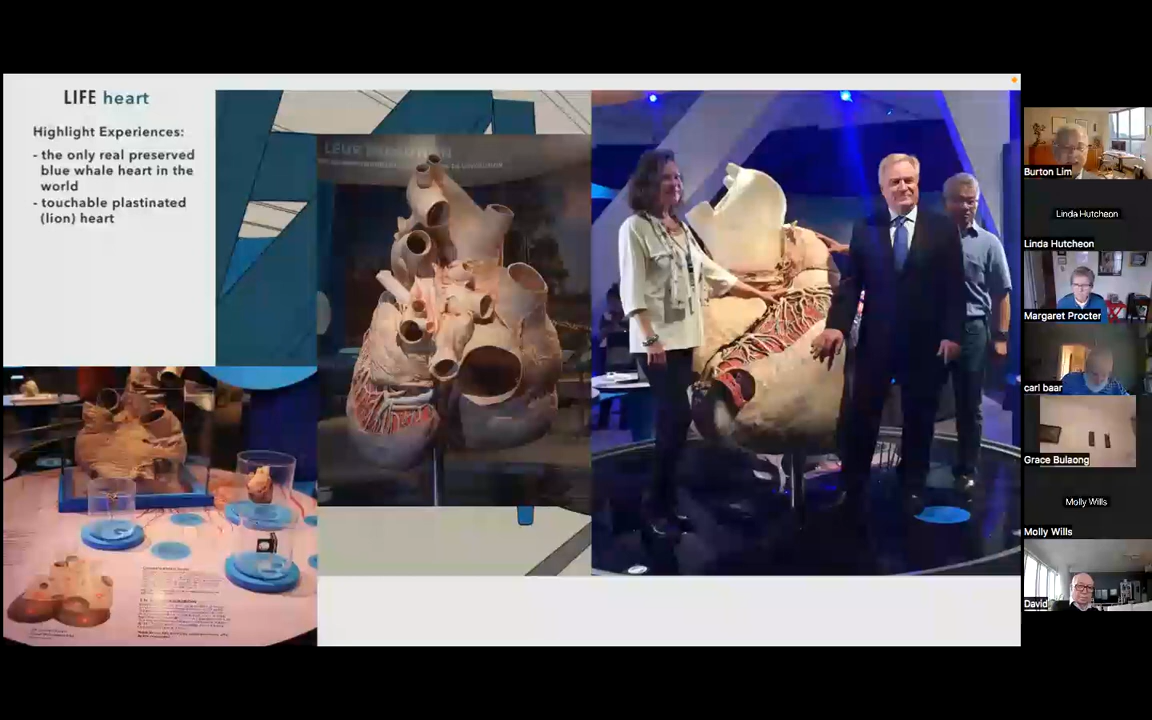 LIFE heart
Highlight Experiences:
- the only real preserved
blue whale heart in the
world
- touchable plastinated
(lion) heart
Burton Lim
Linda Hutcheon
Linda Hutcheon
Margaret Procter
carl baar
Grace Bulaong
Molly Wills
Molly Wills
David